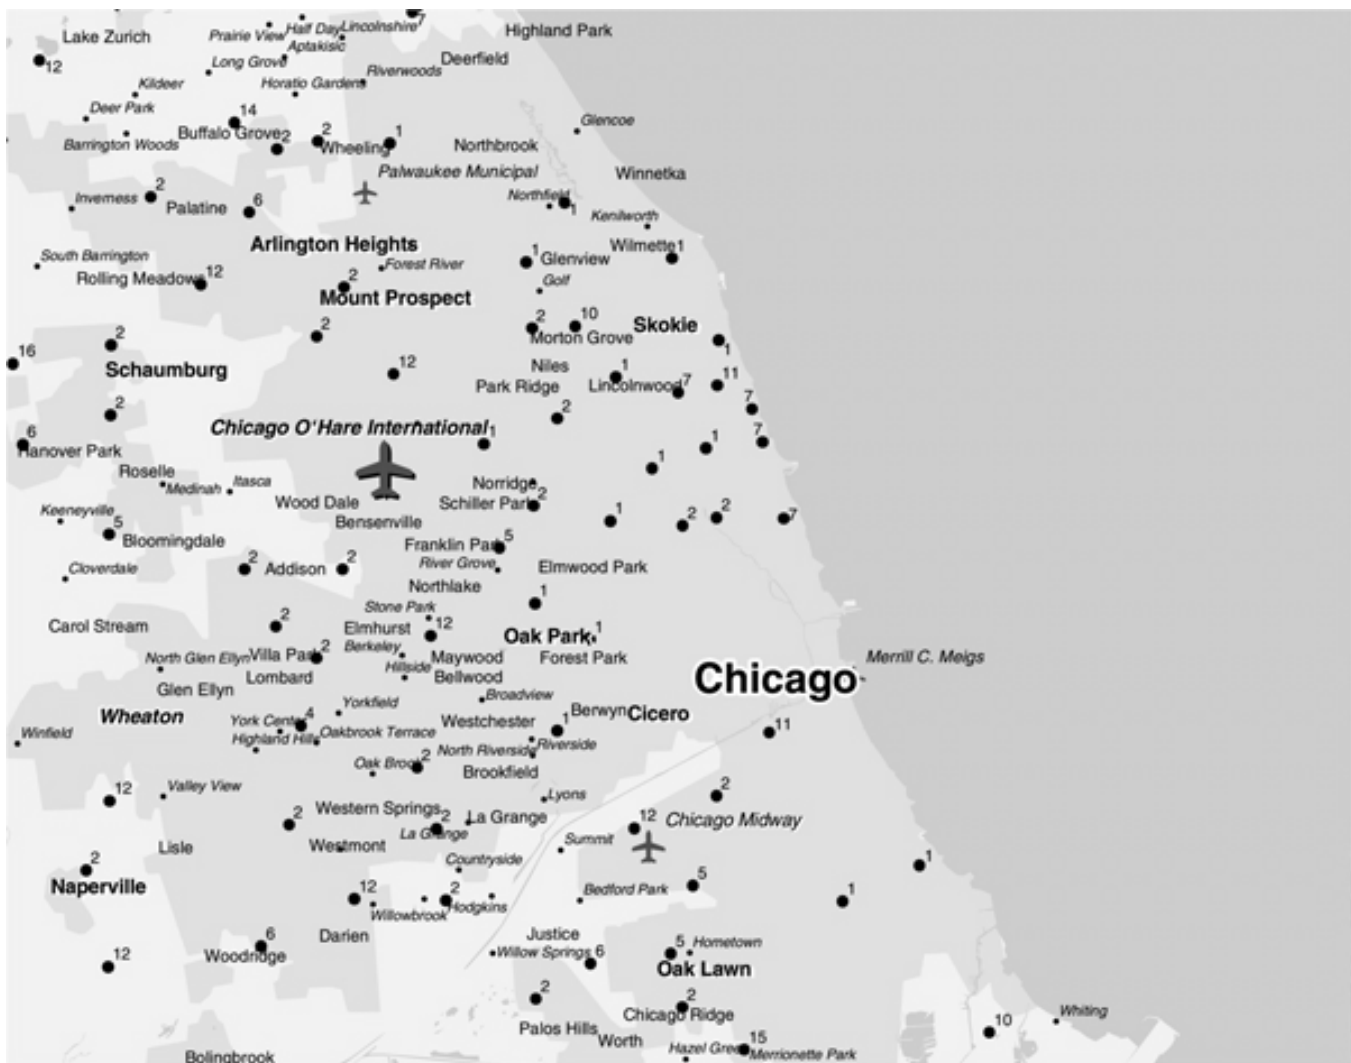 7
Half Day
Lincolnshire
Highland Park
Prairie View
Lake Zurich
Aptakisic
Deerfield
Long Grove
12
Riverwoods
Kildeer
Horatio Gardens
Deer Park
14
Glencoe
Buffalo Grove
2
2
1
Barrington Woods
Wheeling
Northbrook
Palwaukee Municipal
Winnetka
2
Inverness
Northfield
Palatine
6
1
Kenilworth
Arlington Heights
Wilmette
1
South Barrington
1
Glenview
Forest River
Rolling Meadows
12
2
Golf
Mount Prospect
2
2
10
Skokie
Morton Grove
2
1
16
Schaumburg
12
Niles
1
Park Ridge
Lincolnwood
7
11
2
2
7
Chicago O'Hare International
1
6
7
1
Hanover Park
1
Roselle
Medinah
Itasca
Norridge
Wood Dale
Schiller Park
2
Keeneyville
Bensenville
1
2
2
7
5
Bloomingdale
Franklin Park
5
Cloverdale
2
Addison
2
River Grove
Elmwood Park
Northlake
1
Stone Park
Carol Stream
2
Elmhurst
12
Oak Park
1
Berkeley
North Glen Ellyn
Villa Park
2
Maywood
Forest Park
Merrill C. Meigs
Hillside
Lombard
Bellwood
Chicago
Glen Ellyn
Broadview
Yorkfield
Wheaton
York Center
4
Westchester
Berwyn
Cicero
Winfield
Oakbrook Terrace
1
11
Highland Hills
North Riverside
Riverside
Oak Brook
2
Brookfield
Valley View
12
Lyons
2
Western Springs
2
2
La Grange
12
Chicago Midway
La Grange
Lisle
Westmont
Summit
2
Countryside
1
Naperville
5
Bedford Park
12
2
1
Willowbrook
Hodgkins
Darien
Justice
6
Woodridge
Willow Springs
6
5
Hometown
12
Oak Lawn
2
2
Chicago Ridge
Palos Hills
Whiting
10
Worth
15
Hazel Green
Merrionette Park
Bolingbrook